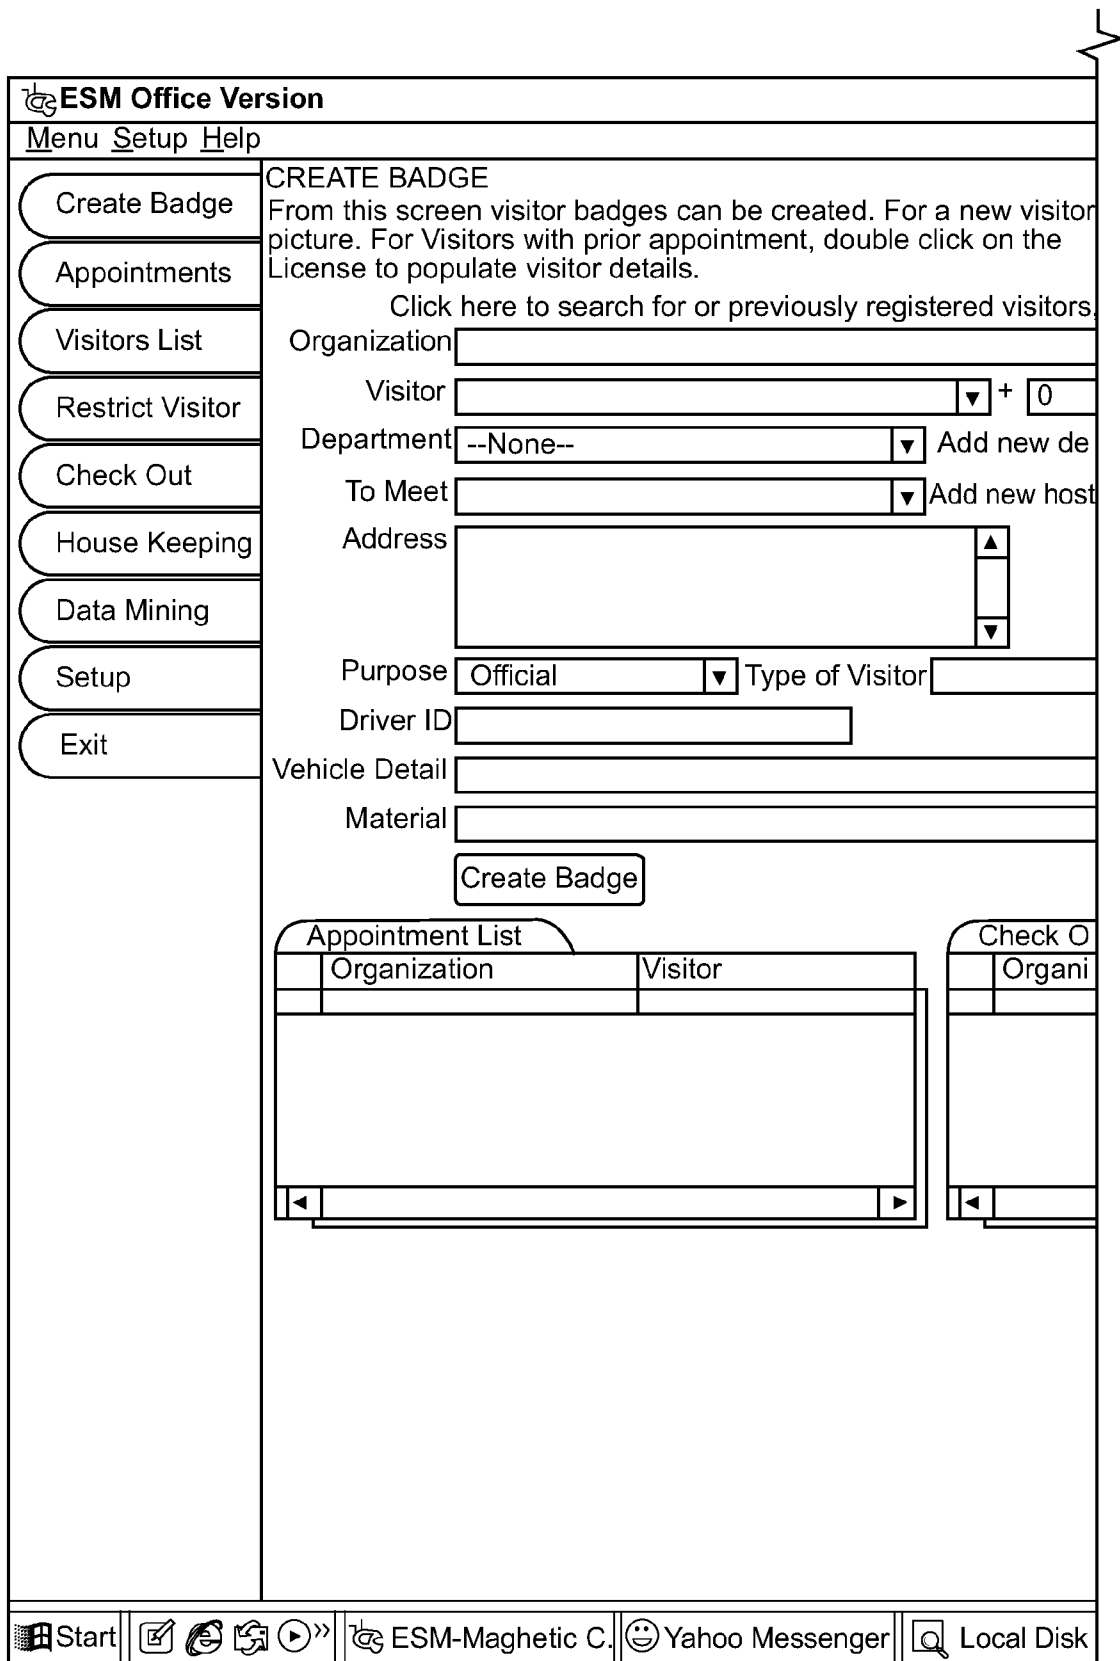 ESM Office Version
Menu Setup Help
Create Badge
Appointments
Visitors List
Restrict Visitor
Check Out
House Keeping
Data Mining
Setup
Exit
CREATE BADGE
From this screen visitor badges can be created. For a new visitor
picture. For Visitors with prior appointment, double click on the
License to populate visitor details.
Click here to search for or previously registered visitors,
Organization
Visitor + 0
Department --None-- Add new de
To Meet Add new host
Address
Purpose Official Type of Visitor
Driver ID
Vehicle Detail
Material
Create Badge
Appointment List
Organization Visitor
Check O
Organi
Start ESM-Maghetic C. Yahoo Messenger Local Disk